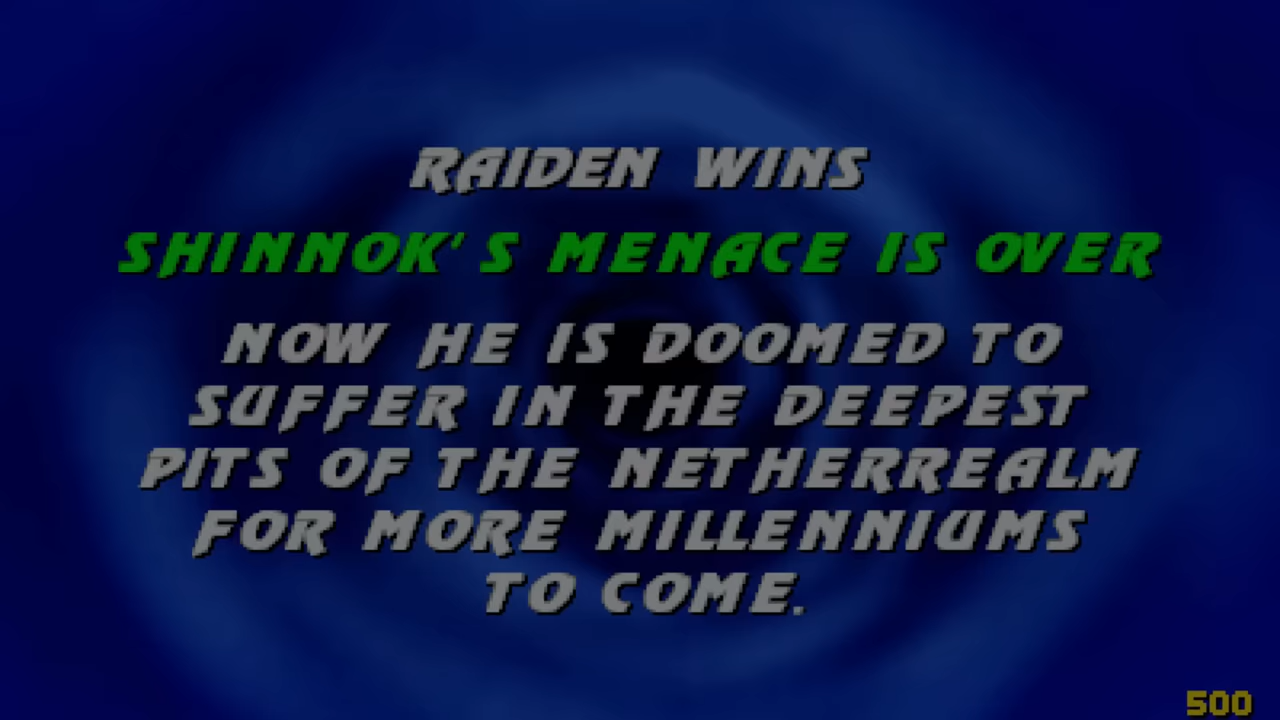 RAIDEN WINS
SHINNOK'S MENACE IS OVER
NOW HE IS DOOMED TO
SUFFER IN THE DEEPEST
PITS OF THE NETHERREALM
FOR MORE MILLENNIUMS
TO COME.
500